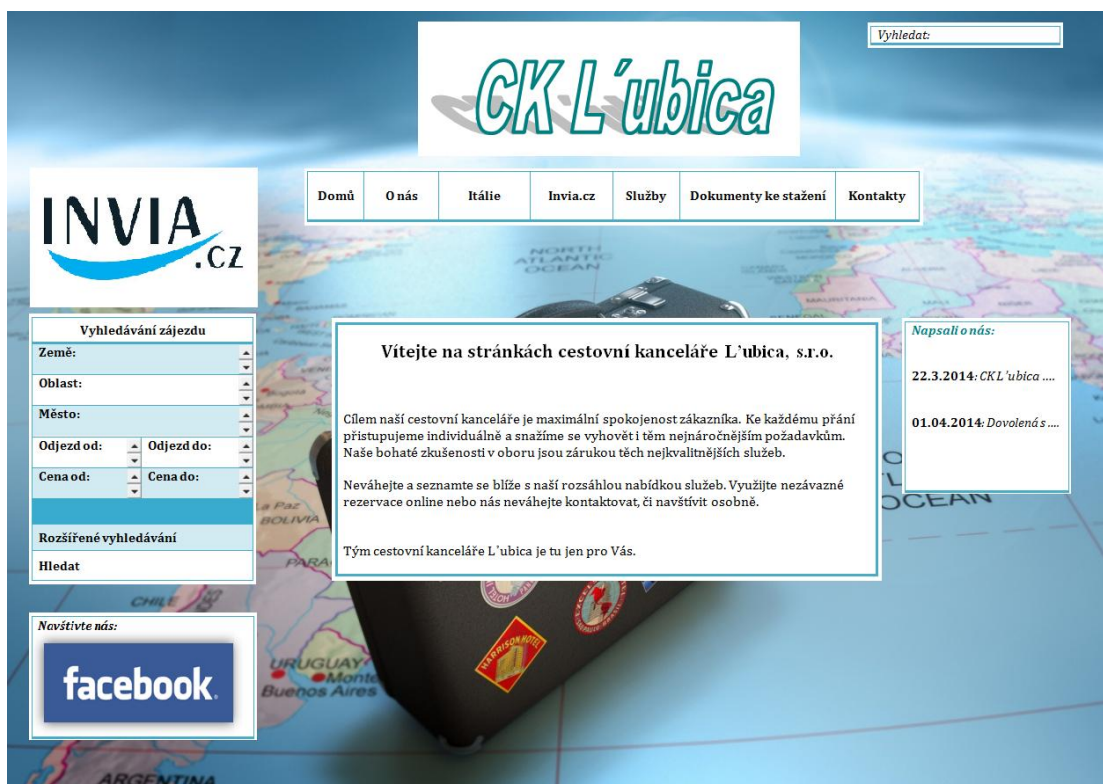 Vyhledat:
CK L´ubica
INVIA
.CZ
Domů O nás Itálie Invia.cz Služby Dokumenty ke stažení Kontakty
NORTH
ATLANTIC
OCEAN
MAURITANIA
MALI
NIGER
Vyhledávání zájezdu
Země:
Oblast:
Město:
Odjezd od: Odjezd do:
Cena od: Cena do:
Rozšířené vyhledávání
Hledat
Vítejte na stránkách cestovní kanceláře L’ubica, s.r.o.
Cílem naší cestovní kanceláře je maximální spokojenost zákazníka. Ke každému přání
přistupujeme individuálně a snažíme se vyhovět i těm nejnáročnějším požadavkům.
Naše bohaté zkušenosti v oboru jsou zárukou těch nejkvalitnějších služeb.
Neváhejte a seznamte se blíže s naší rozsáhlou nabídkou služeb. Využijte nezávazné
rezervace online nebo nás neváhejte kontaktovat, či navštívit osobně.
Tým cestovní kanceláře L’ubica je tu jen pro Vás.
Napsali o nás:
22.3.2014: CK L’ubica ....
01.04.2014: Dovolená s ....
OCEAN
La Paz
BOLIVIA
CHILE
URUGUAY
Buenos Aires
ARGENTINA
HARRISON HOTEL
Navštivte nás:
facebook.